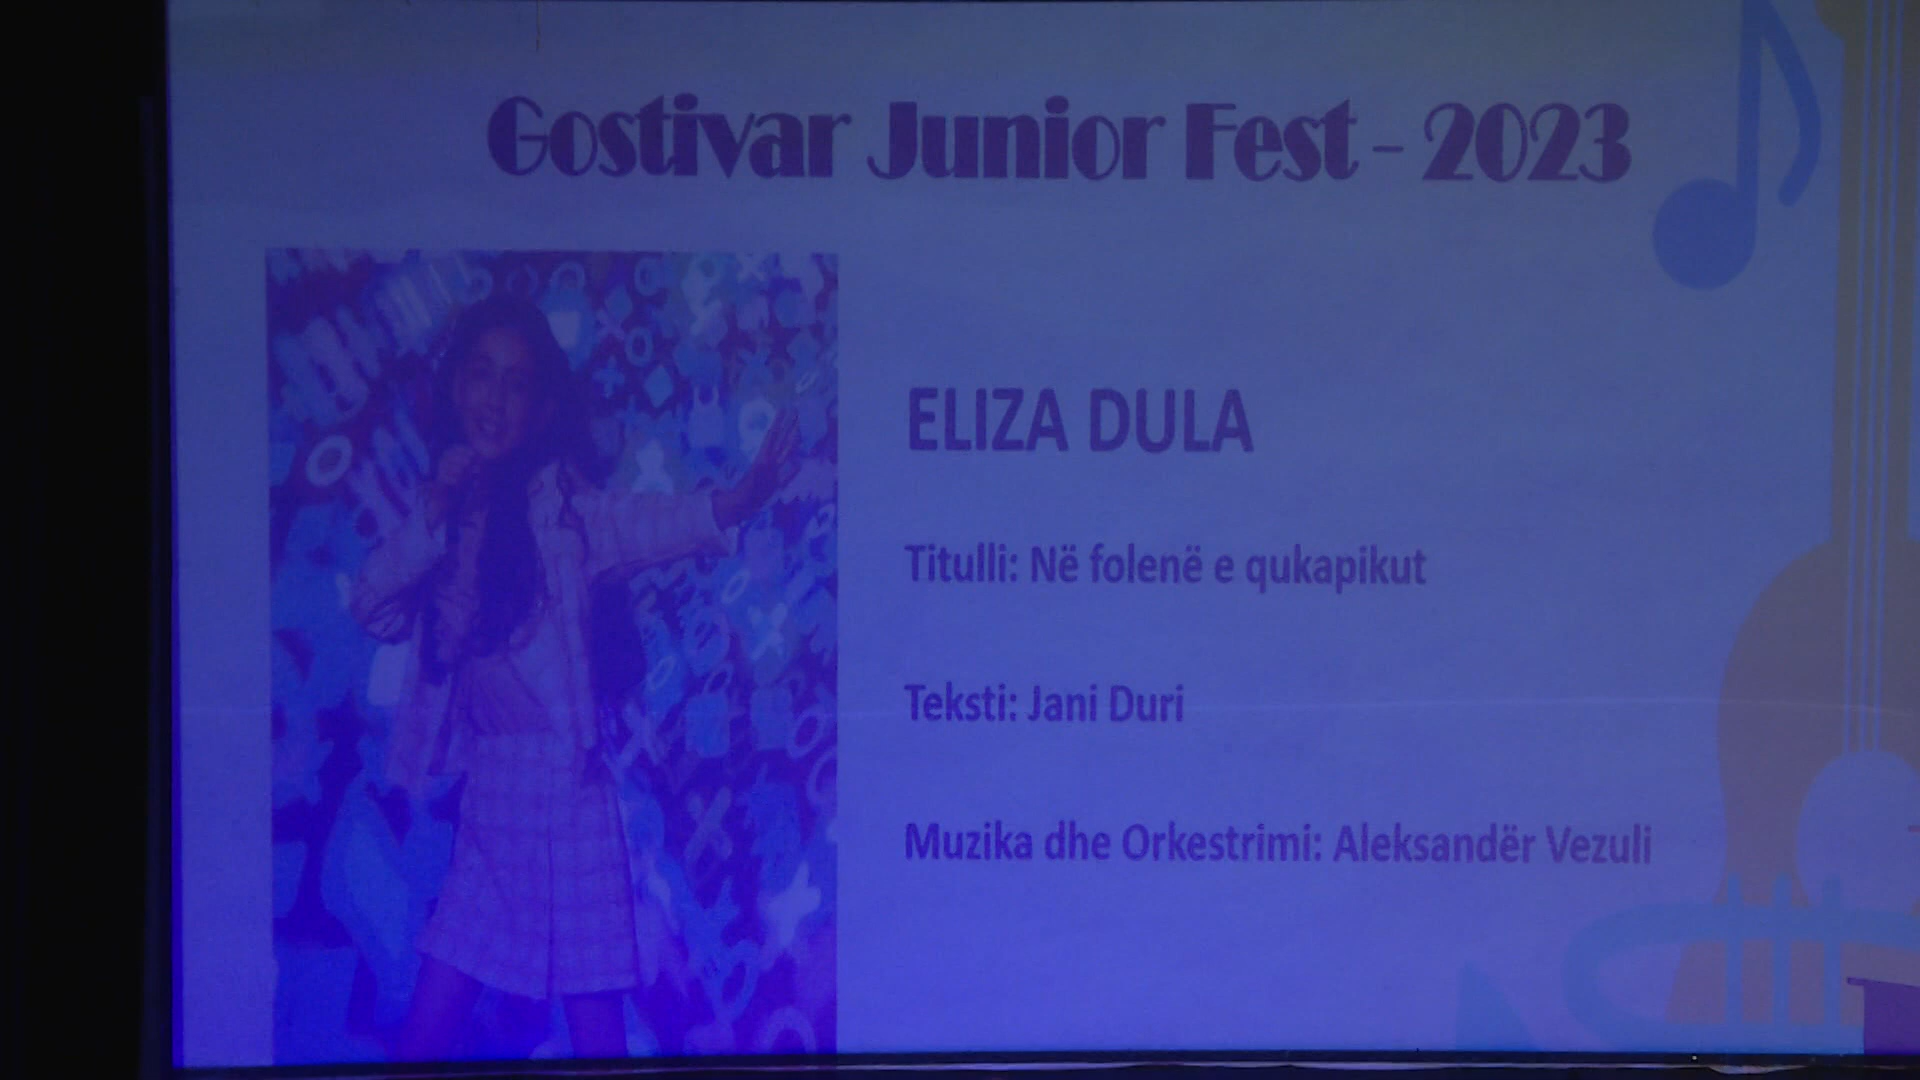 Gostivar Junior Fest - 2023
ELIZA DULA
Titulli: Në folenë e qukapikut
Teksti: Jani Duri
Muzika dhe Orkestrimi: Aleksandër Vezuli